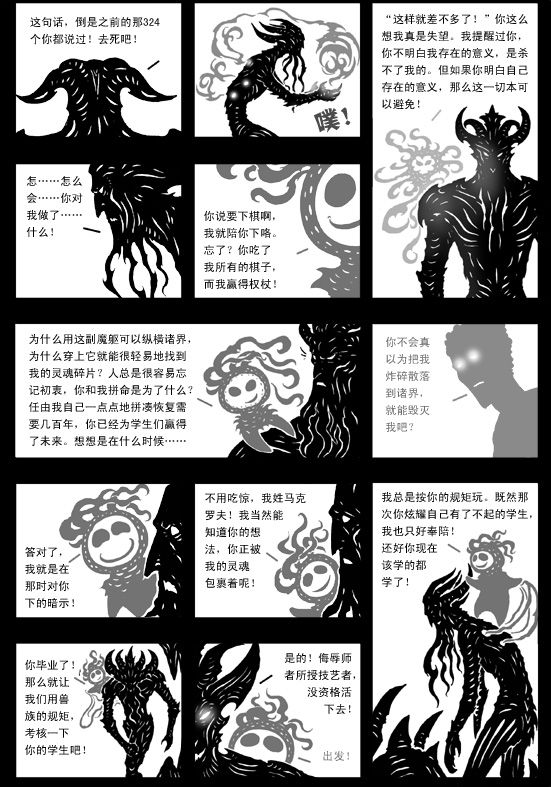 这句话，倒是之前的那324
个你都说过！去死吧！
噗！
“这样就差不多了！”你这么
想我真是失望。我提醒过你，
你不明白我存在的意义，是杀
不了我的。但如果你明白自己
存在的意义，那么这一切本可
以避免！
怎……怎么
会……你对
我做了……
什么！
你说要下棋啊，
我就陪你下咯。
忘了？你吃了
我所有的棋子，
而我赢得权杖！
为什么用这副魔躯可以纵横诸界，
为什么穿上它就能很轻易地找到
我的灵魂碎片？人总是很容易忘
记初衷，你和我拼命是为了什么？
任由我自己一点点地拼凑恢复需
要几百年，你已经为学生们赢得
了未来。想想是在什么时候……
你不会真
以为把我
炸碎散落
到诸界，
就能毁灭
我吧？
答对了，
我就是在
那时对你
下的暗示！
不用吃惊，我姓马克
罗夫！我当然能
知道你的想
法，你正被
我的灵魂
包裹着呢！
我总是按你的规矩玩。既然那
次你炫耀自己有了不起的学生，
我也只好奉陪！
还好你现在
该学的都
学了！
你毕业了！
那么就让
我们用兽
族的规矩，
考核一下
你的学生吧！
是的！侮辱师
者所授技艺者，
没资格活
下去！
出发！